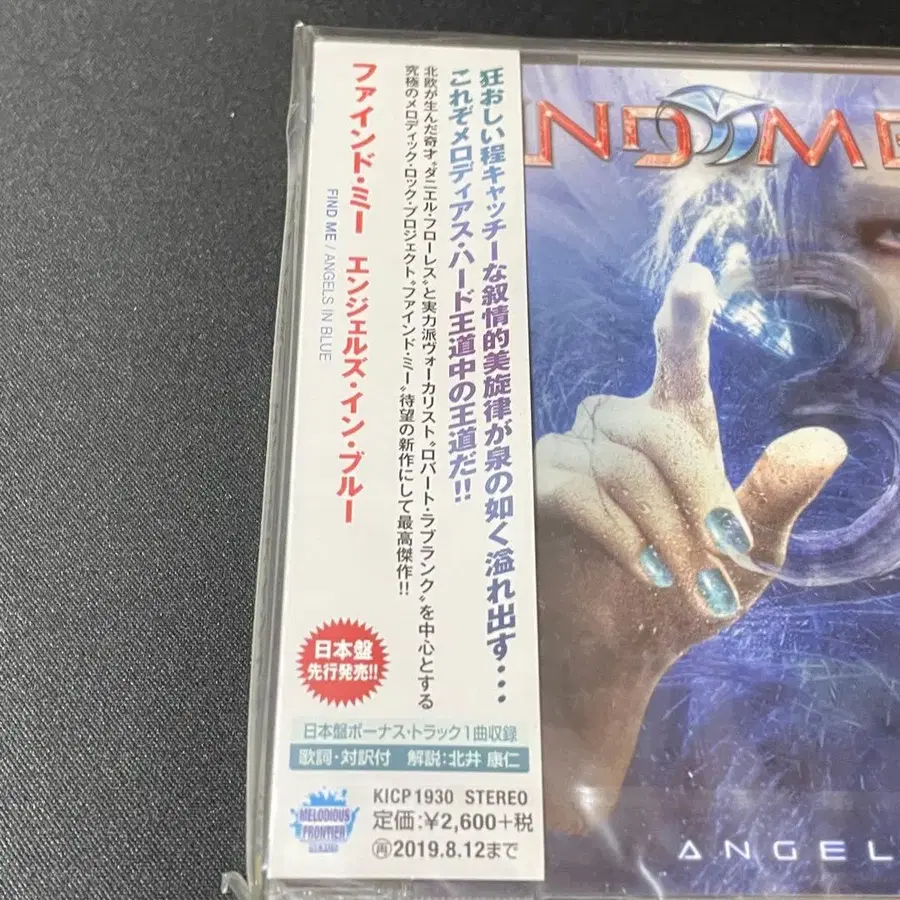 狂おしい程キャッチーな叙情的美旋律が泉の如く溢れ出す・・・
これぞメロディアス・ハード王道中の王道だ!!
北欧が生んだ奇才“ダニエル・フローレス”と実力派ヴォーカリスト“ロバート・ラブランク”を中心とする
究極のメロディック・ロック・プロジェクト“ファインド・ミー”待望の新作にして最高傑作!!
ファインド・ミー エンジェルズ・イン・ブルー
FIND ME / ANGELS IN BLUE
日本盤
先行発売!!
日本盤ボーナス・トラック1曲収録
歌詞・対訳付 解説:北井 康仁
MELODIOUS
FRONTIER
KICP 1930 STEREO
定価:¥2,600+税
㊢2019.8.12まで
ND ME
ANGEL